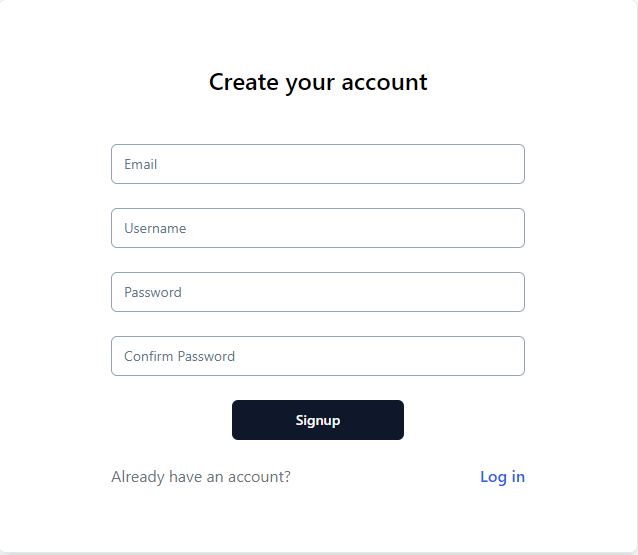 Create your account
Email
Username
Password
Confirm Password
Signup
Already have an account? Log in